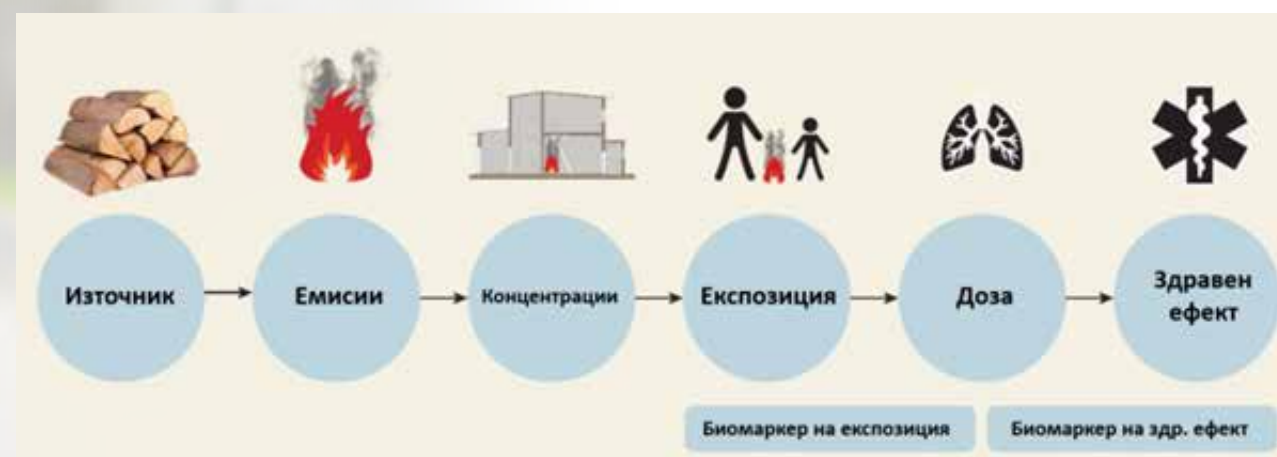 Източник
Емисии
Концентрации
Експозиция
Доза
Здравен
ефект
Биомаркер на експозиция
Биомаркер на здр. ефект